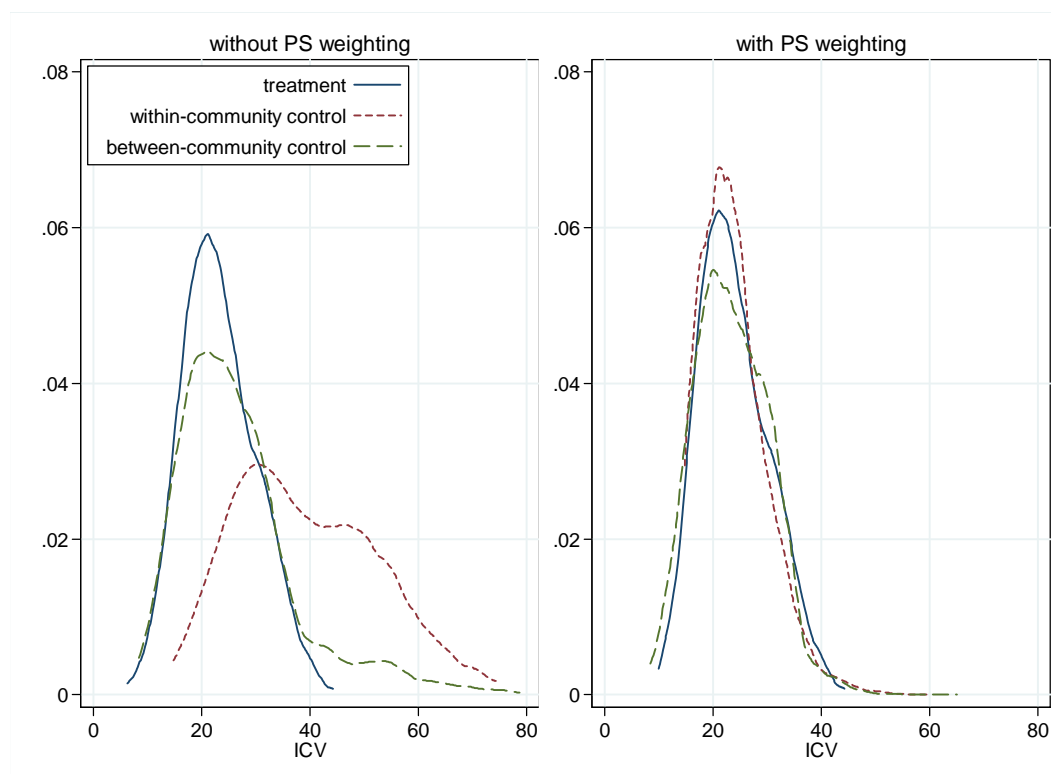 without PS weighting
.08
.06
.04
.02
0
treatment
within-community control
between-community control
0 20 40 60 80
ICV
with PS weighting
.08
.06
.04
.02
0
0 20 40 60 80
ICV